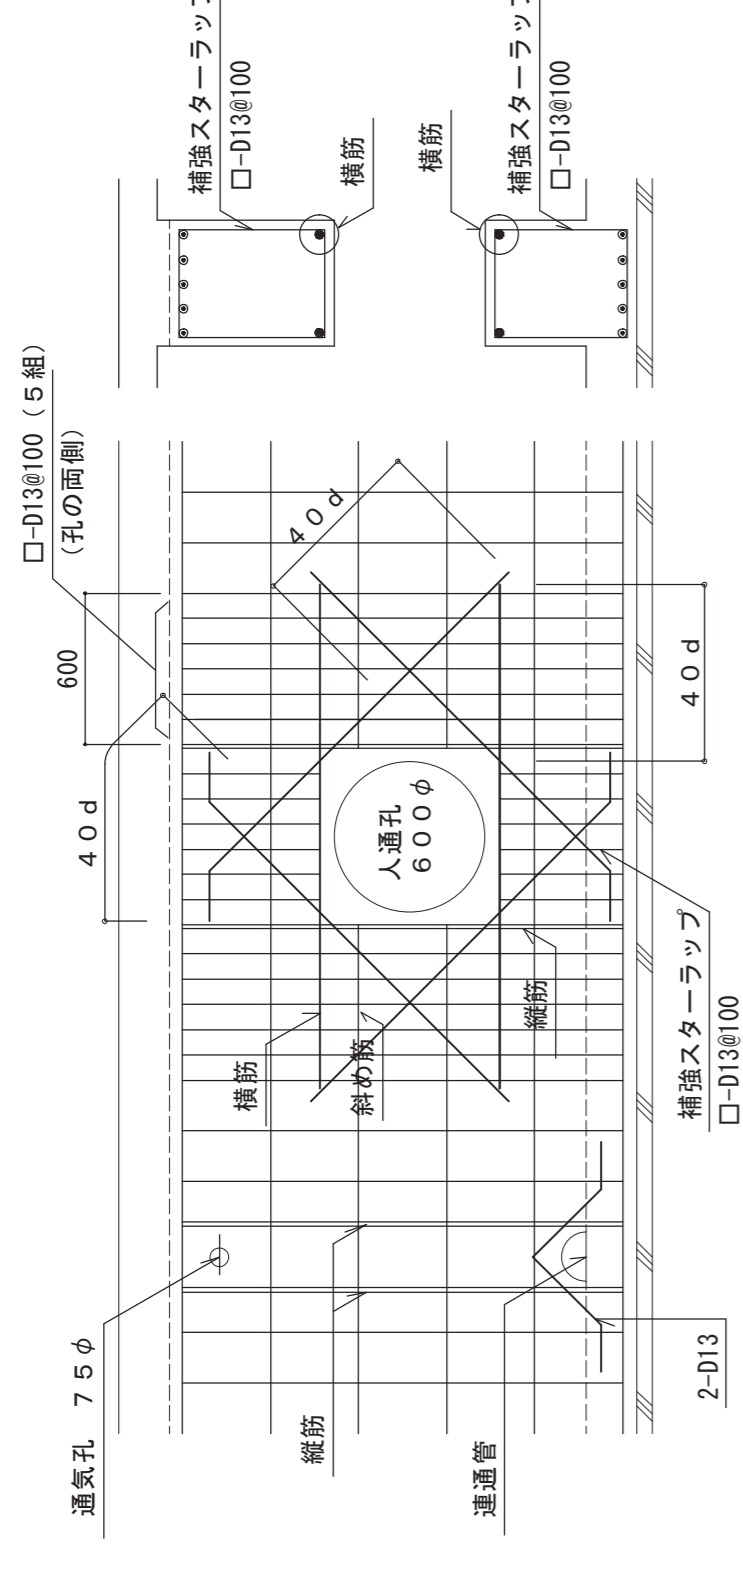 通気孔 75φ
縦筋
連通管
2-D13
横筋
斜め筋
縦筋
補強スターラップ
□-D13@100
人通孔
600φ
40d
600
□-D13@100（5組）
（孔の両側）
40d
40d
補強スターラップ
□-D13@100
横筋
横筋
補強スターラップ
□-D13@100